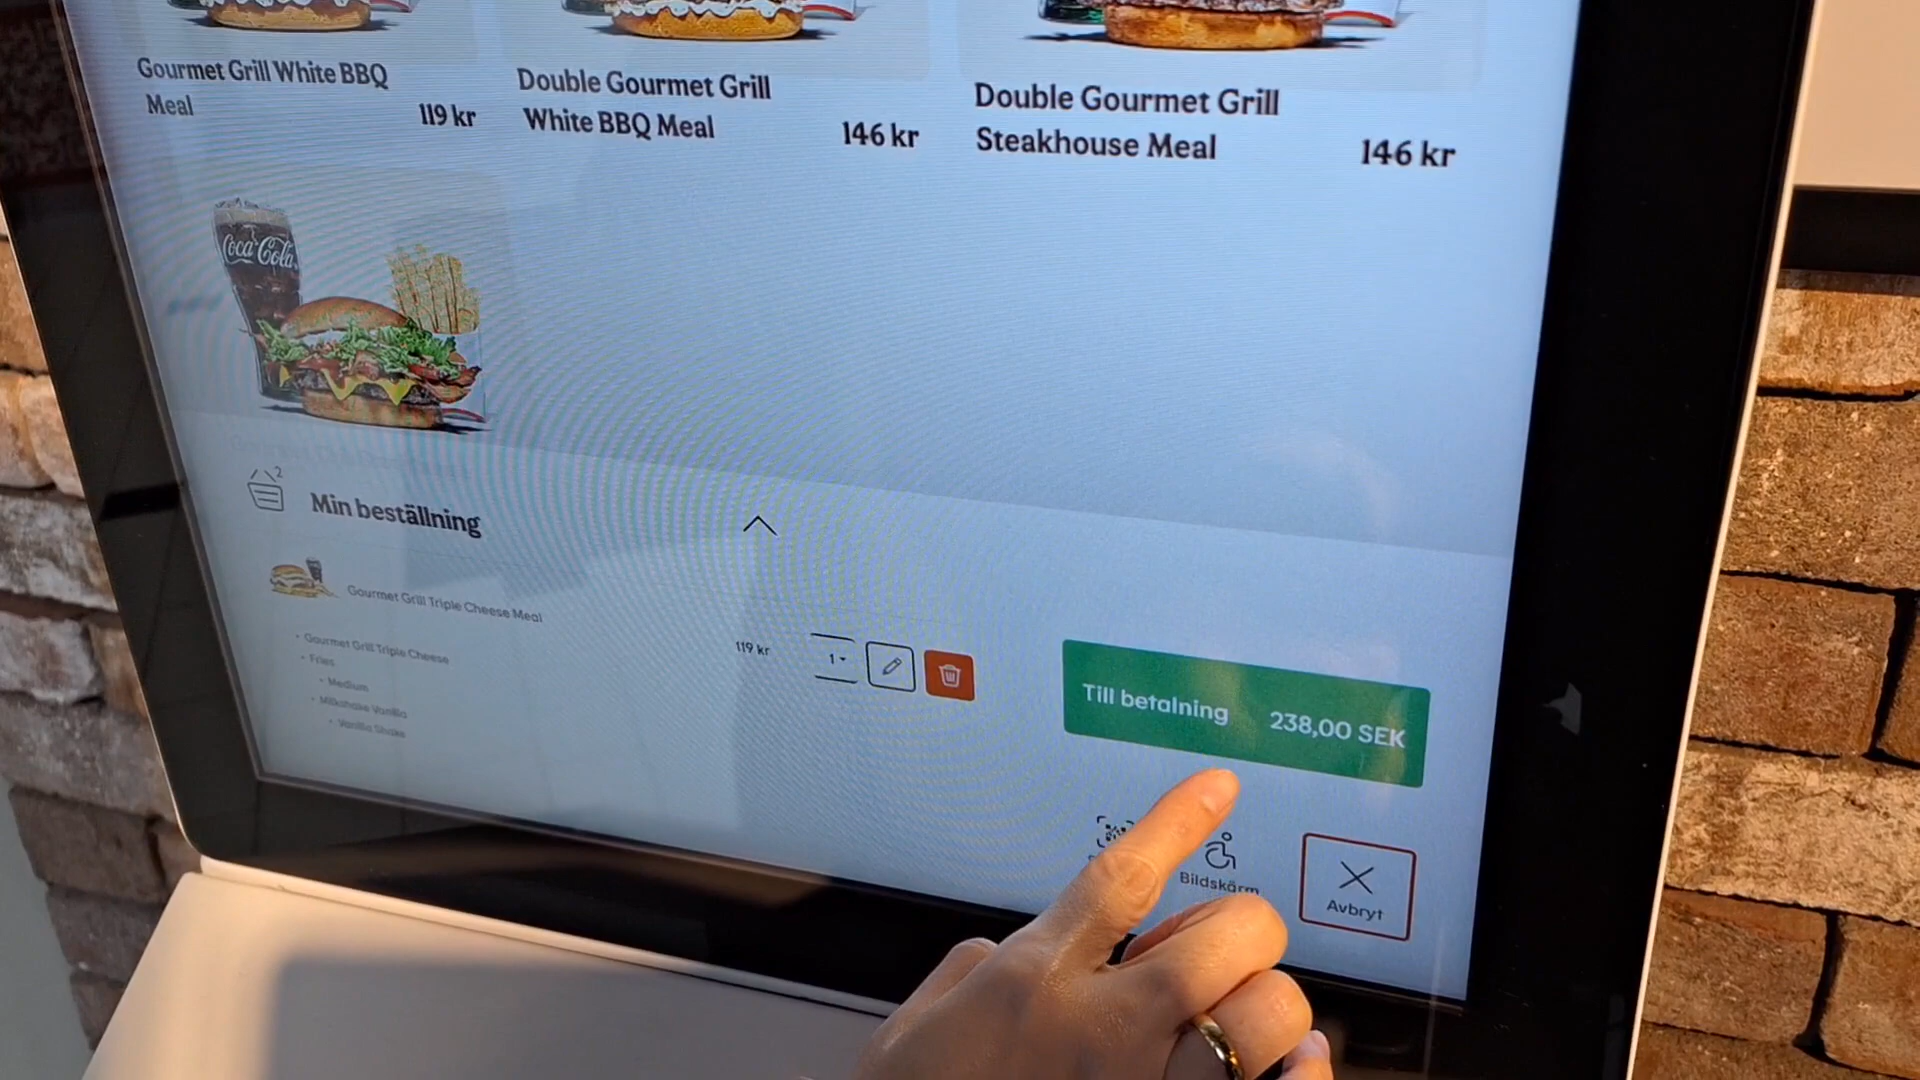 Gourmet Grill White BBQ
Meal
119 kr
Double Gourmet Grill
White BBQ Meal
146 kr
Double Gourmet Grill
Steakhouse Meal
146 kr
Coca-Cola
2
Min beställning
Gourmet Grill Triple Cheese Meal
• Gourmet Grill Triple Cheese
• Fries
• Medium
• Milkshake Vanilla
• Vanilla Shake
119 kr
1
Till betalning
238,00 SEK
Bildskärm
Avbryt